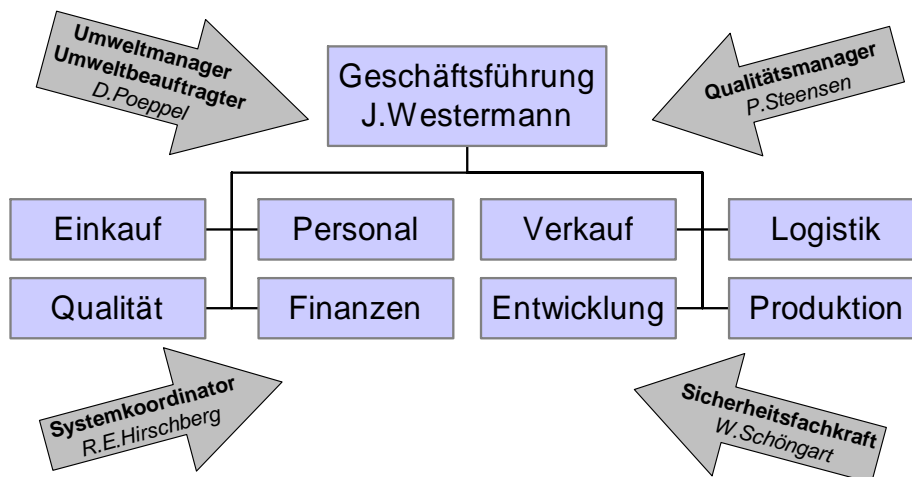 Umweltmanager
Umweltbeauftragter
D.Poeppel
Geschäftsführung
J.Westermann
Qualitätsmanager
P.Steensen
Einkauf
Personal
Verkauf
Logistik
Qualität
Finanzen
Entwicklung
Produktion
Systemkoordinator
R.E.Hirschberg
Sicherheitsfachkraft
W.Schöngart